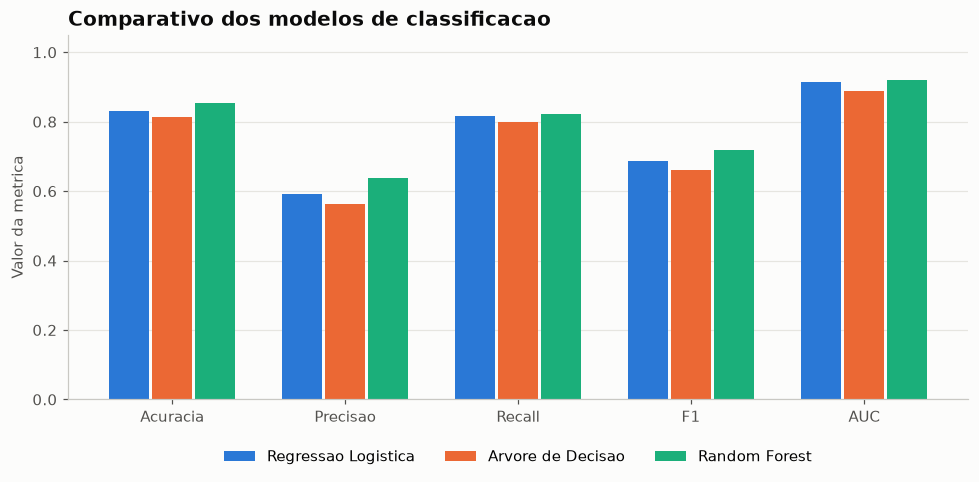 Comparativo dos modelos de classificacao
Valor da metrica
1.0
0.8
0.6
0.4
0.2
0.0
Acuracia Precisao Recall F1 AUC
Regressao Logistica Arvore de Decisao Random Forest